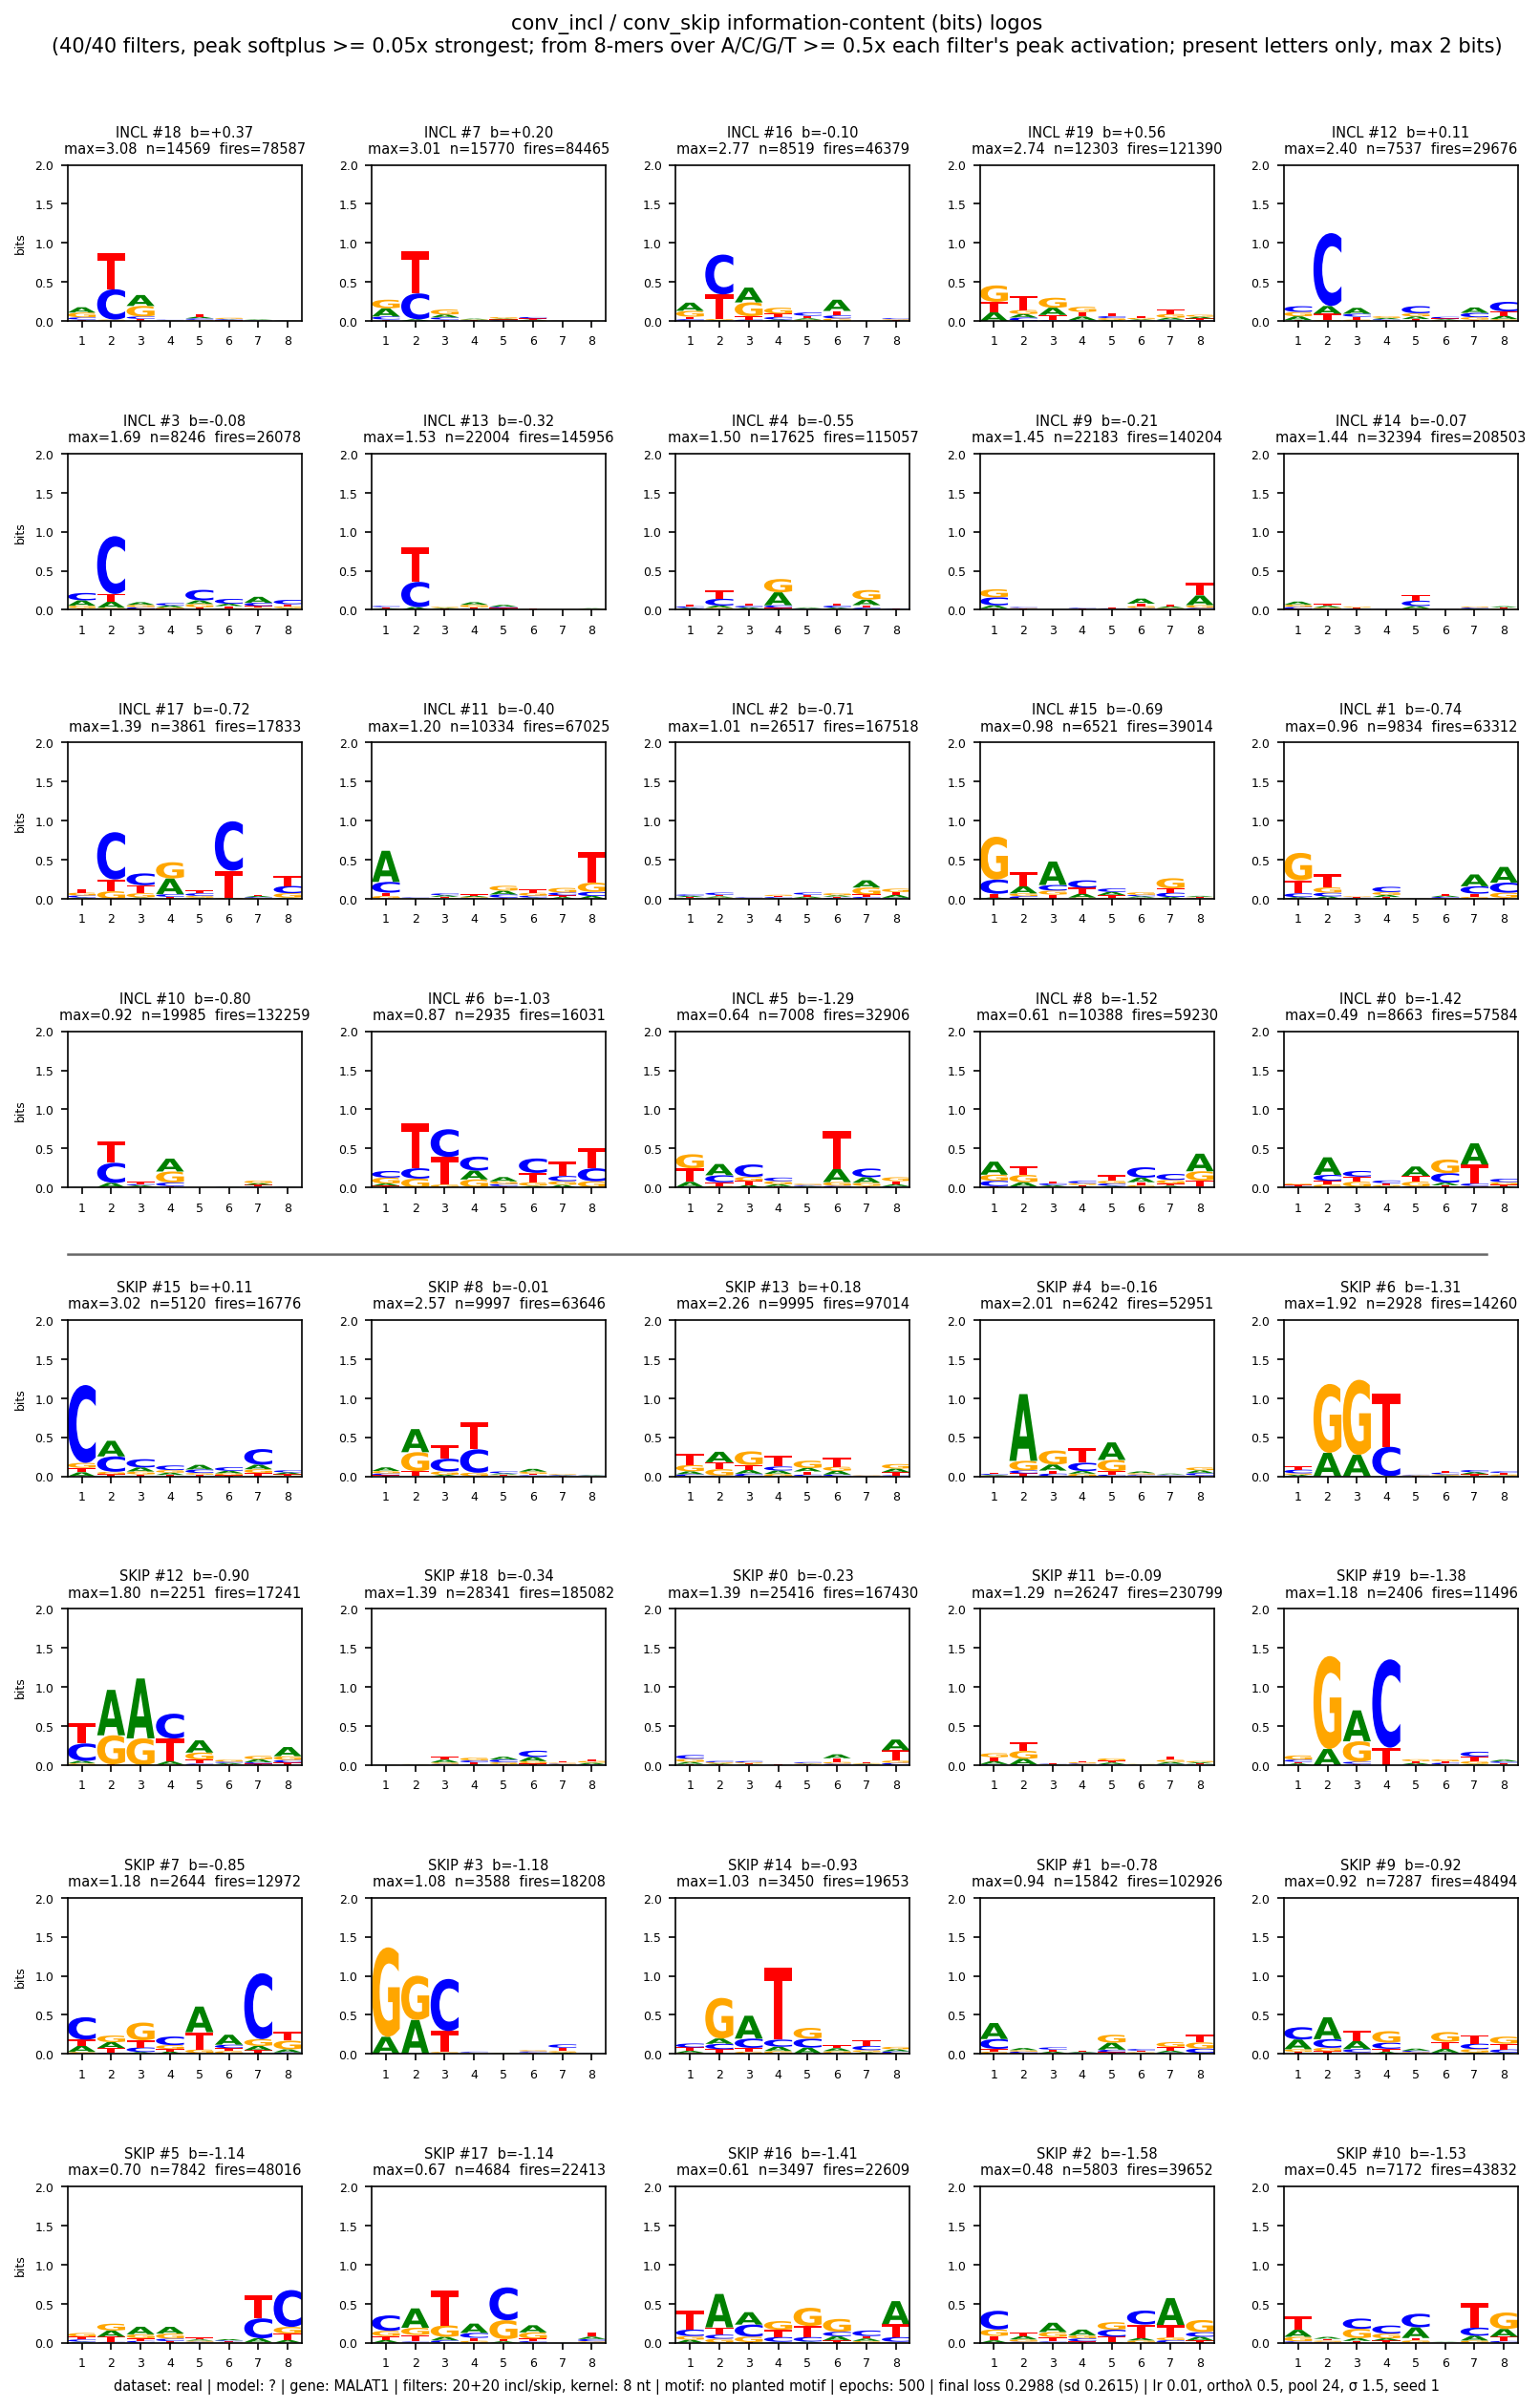 conv_incl / conv_skip information-content (bits) logos
(40/40 filters, peak softplus >= 0.05x strongest; from 8-mers over A/C/G/T >= 0.5x each filter's peak activation; present letters only, max 2 bits)
INCL #18 b=+0.37
max=3.08 n=14569 fires=78587
INCL #7 b=+0.20
max=3.01 n=15770 fires=84465
INCL #16 b=-0.10
max=2.77 n=8519 fires=46379
INCL #19 b=+0.56
max=2.74 n=12303 fires=121390
INCL #12 b=+0.11
max=2.40 n=7537 fires=29676
INCL #3 b=-0.08
max=1.69 n=8246 fires=26078
INCL #13 b=-0.32
max=1.53 n=22004 fires=145956
INCL #4 b=-0.55
max=1.50 n=17625 fires=115057
INCL #9 b=-0.21
max=1.45 n=22183 fires=140204
INCL #14 b=-0.07
max=1.44 n=32394 fires=208503
INCL #17 b=-0.72
max=1.39 n=3861 fires=17833
INCL #11 b=-0.40
max=1.20 n=10334 fires=67025
INCL #2 b=-0.71
max=1.01 n=26517 fires=167518
INCL #15 b=-0.69
max=0.98 n=6521 fires=39014
INCL #1 b=-0.74
max=0.96 n=9834 fires=63312
INCL #10 b=-0.80
max=0.92 n=19985 fires=132259
INCL #6 b=-1.03
max=0.87 n=2935 fires=16031
INCL #5 b=-1.29
max=0.64 n=7008 fires=32906
INCL #8 b=-1.52
max=0.61 n=10388 fires=59230
INCL #0 b=-1.42
max=0.49 n=8663 fires=57584
SKIP #15 b=+0.11
max=3.02 n=5120 fires=16776
SKIP #8 b=-0.01
max=2.57 n=9997 fires=63646
SKIP #13 b=+0.18
max=2.26 n=9995 fires=97014
SKIP #4 b=-0.16
max=2.01 n=6242 fires=52951
SKIP #6 b=-1.31
max=1.92 n=2928 fires=14260
SKIP #12 b=-0.90
max=1.80 n=2251 fires=17241
SKIP #18 b=-0.34
max=1.39 n=28341 fires=185082
SKIP #0 b=-0.23
max=1.39 n=25416 fires=167430
SKIP #11 b=-0.09
max=1.29 n=26247 fires=230799
SKIP #19 b=-1.38
max=1.18 n=2406 fires=11496
SKIP #7 b=-0.85
max=1.18 n=2644 fires=12972
SKIP #3 b=-1.18
max=1.08 n=3588 fires=18208
SKIP #14 b=-0.93
max=1.03 n=3450 fires=19653
SKIP #1 b=-0.78
max=0.94 n=15842 fires=102926
SKIP #9 b=-0.92
max=0.92 n=7287 fires=48494
SKIP #5 b=-1.14
max=0.70 n=7842 fires=48016
SKIP #17 b=-1.14
max=0.67 n=4684 fires=22413
SKIP #16 b=-1.41
max=0.61 n=3497 fires=22609
SKIP #2 b=-1.58
max=0.48 n=5803 fires=39652
SKIP #10 b=-1.53
max=0.45 n=7172 fires=43832
dataset: real | model: ? | gene: MALAT1 | filters: 20+20 incl/skip, kernel: 8 nt | motif: no planted motif | epochs: 500 | final loss 0.2988 (sd 0.2615) | lr 0.01, orthoλ 0.5, pool 24, σ 1.5, seed 1